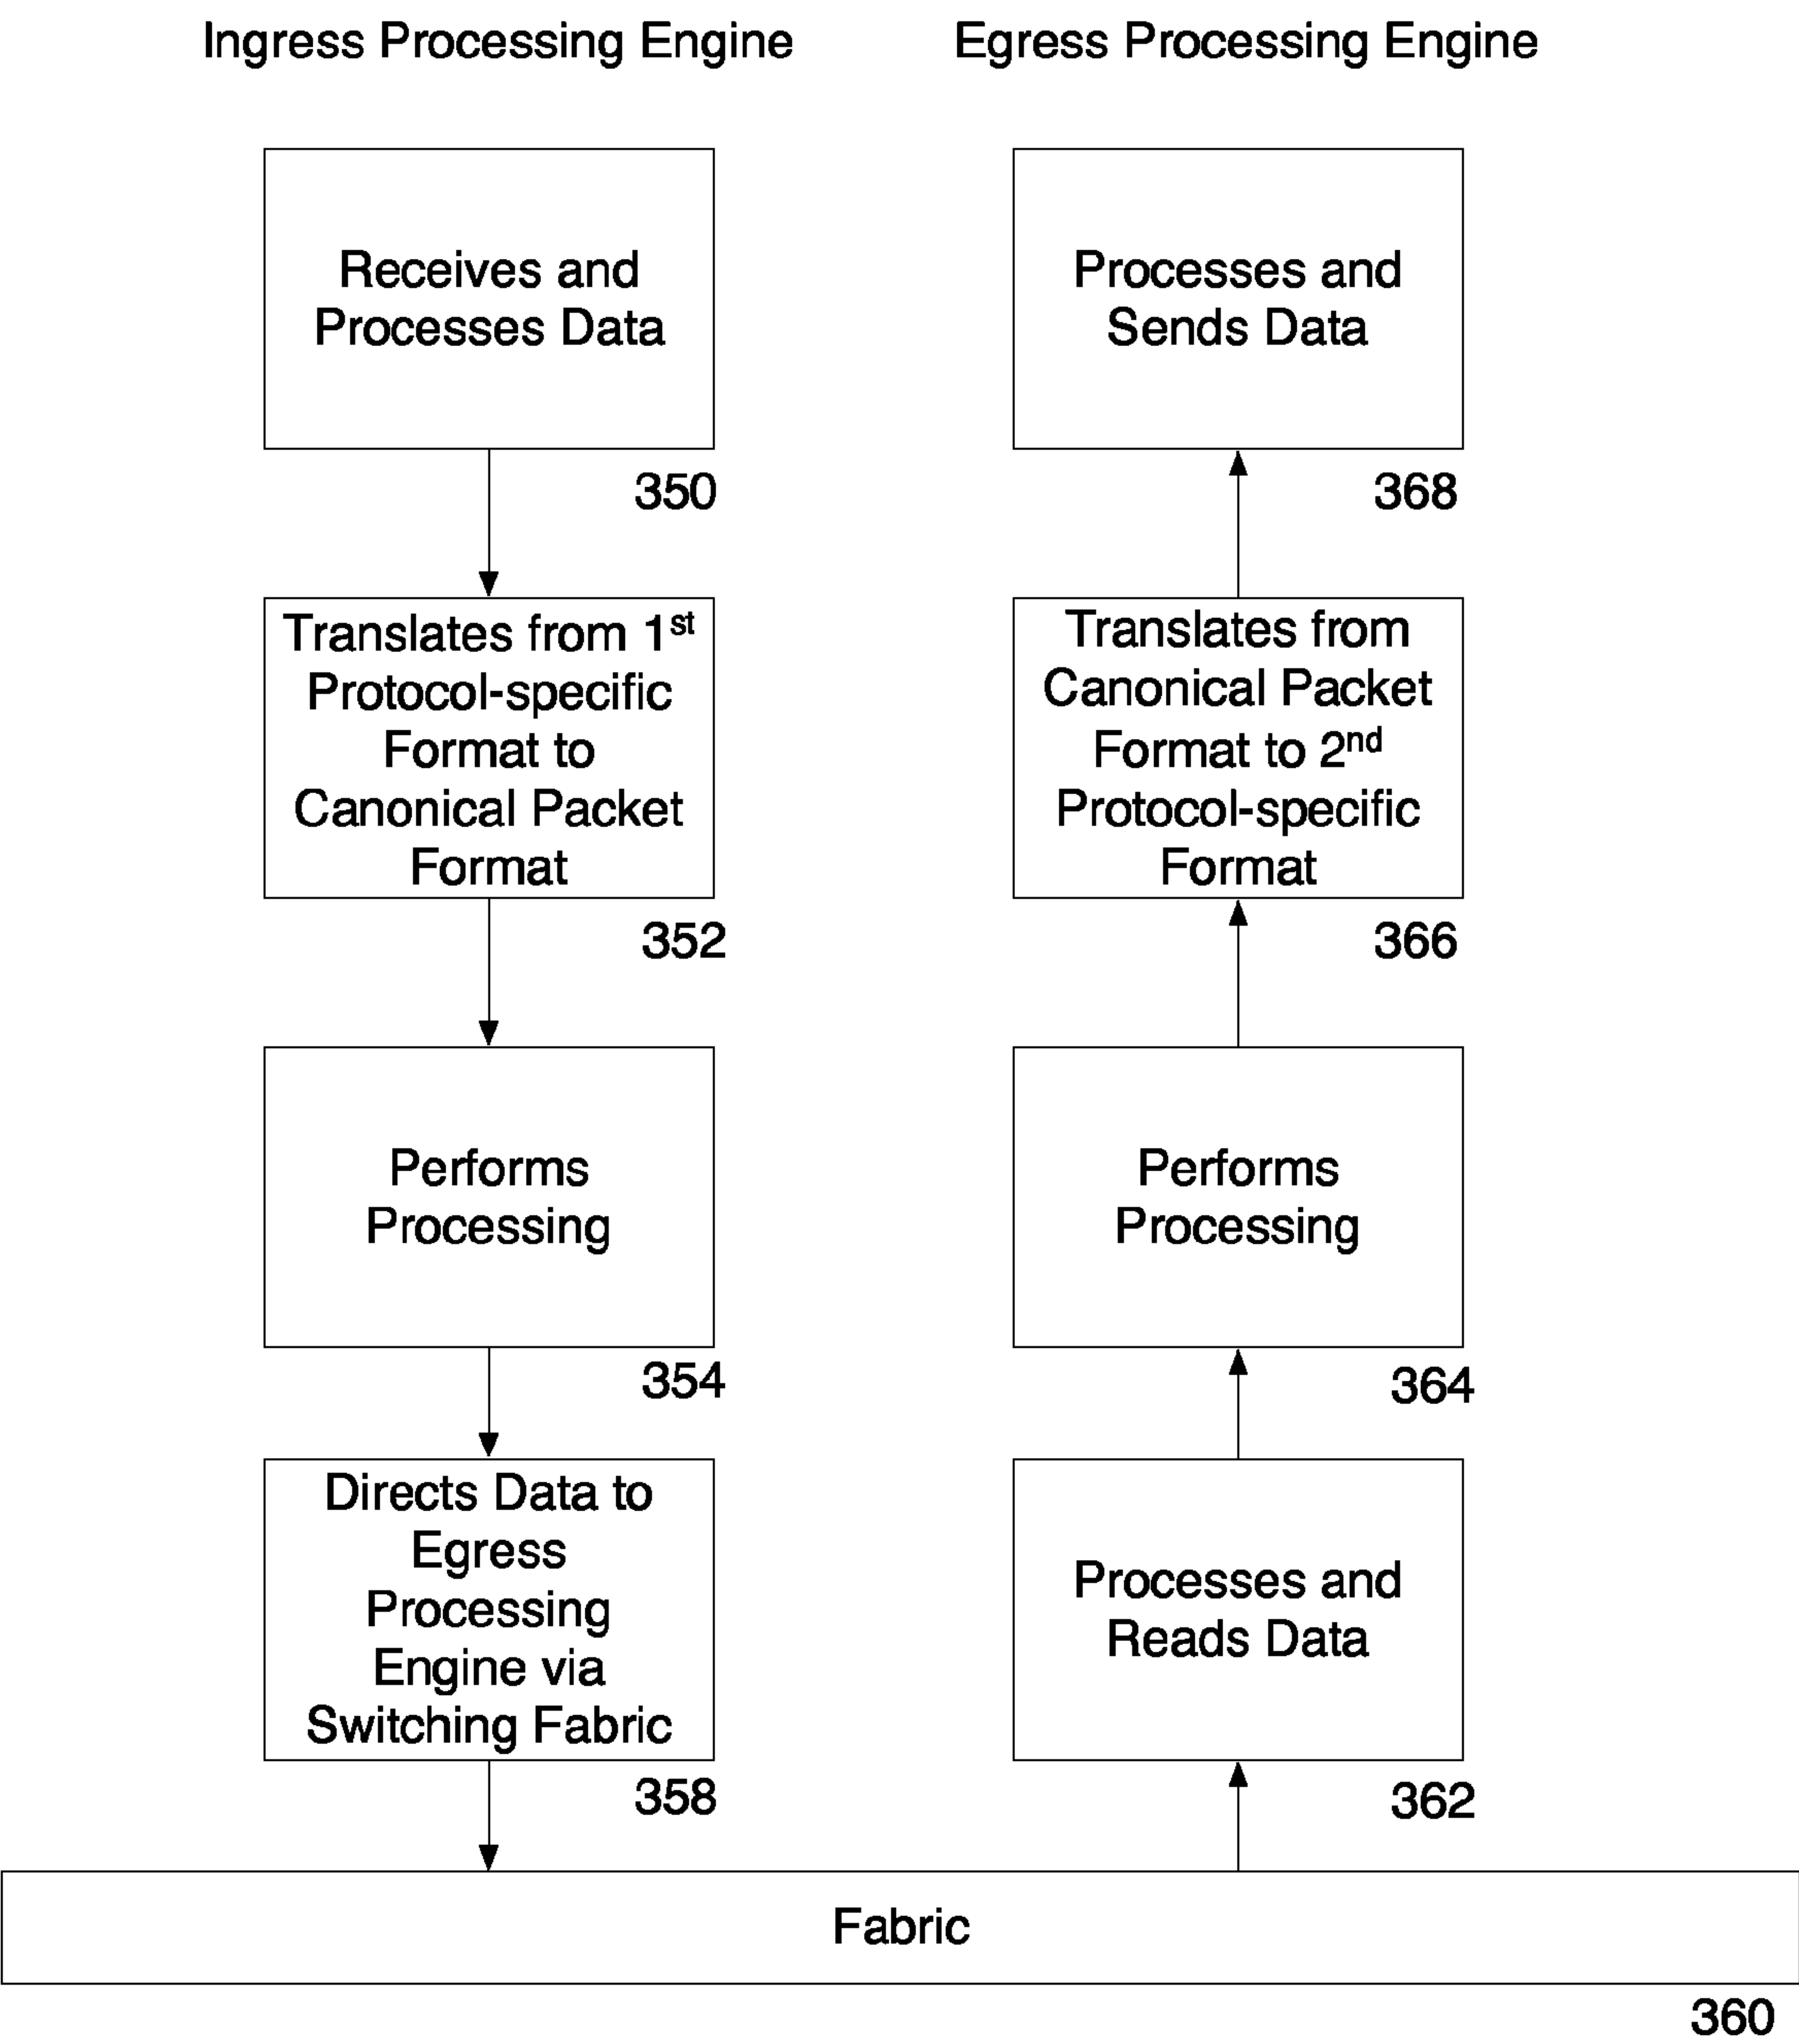 Ingress Processing Engine
Receives and
Processes Data
350
Translates from 1st
Protocol-specific
Format to
Canonical Packet
Format
352
Performs
Processing
354
Directs Data to
Egress
Processing
Engine via
Switching Fabric
358
Fabric
360
Egress Processing Engine
Processes and
Sends Data
368
Translates from
Canonical Packet
Format to 2nd
Protocol-specific
Format
366
Performs
Processing
364
Processes and
Reads Data
362